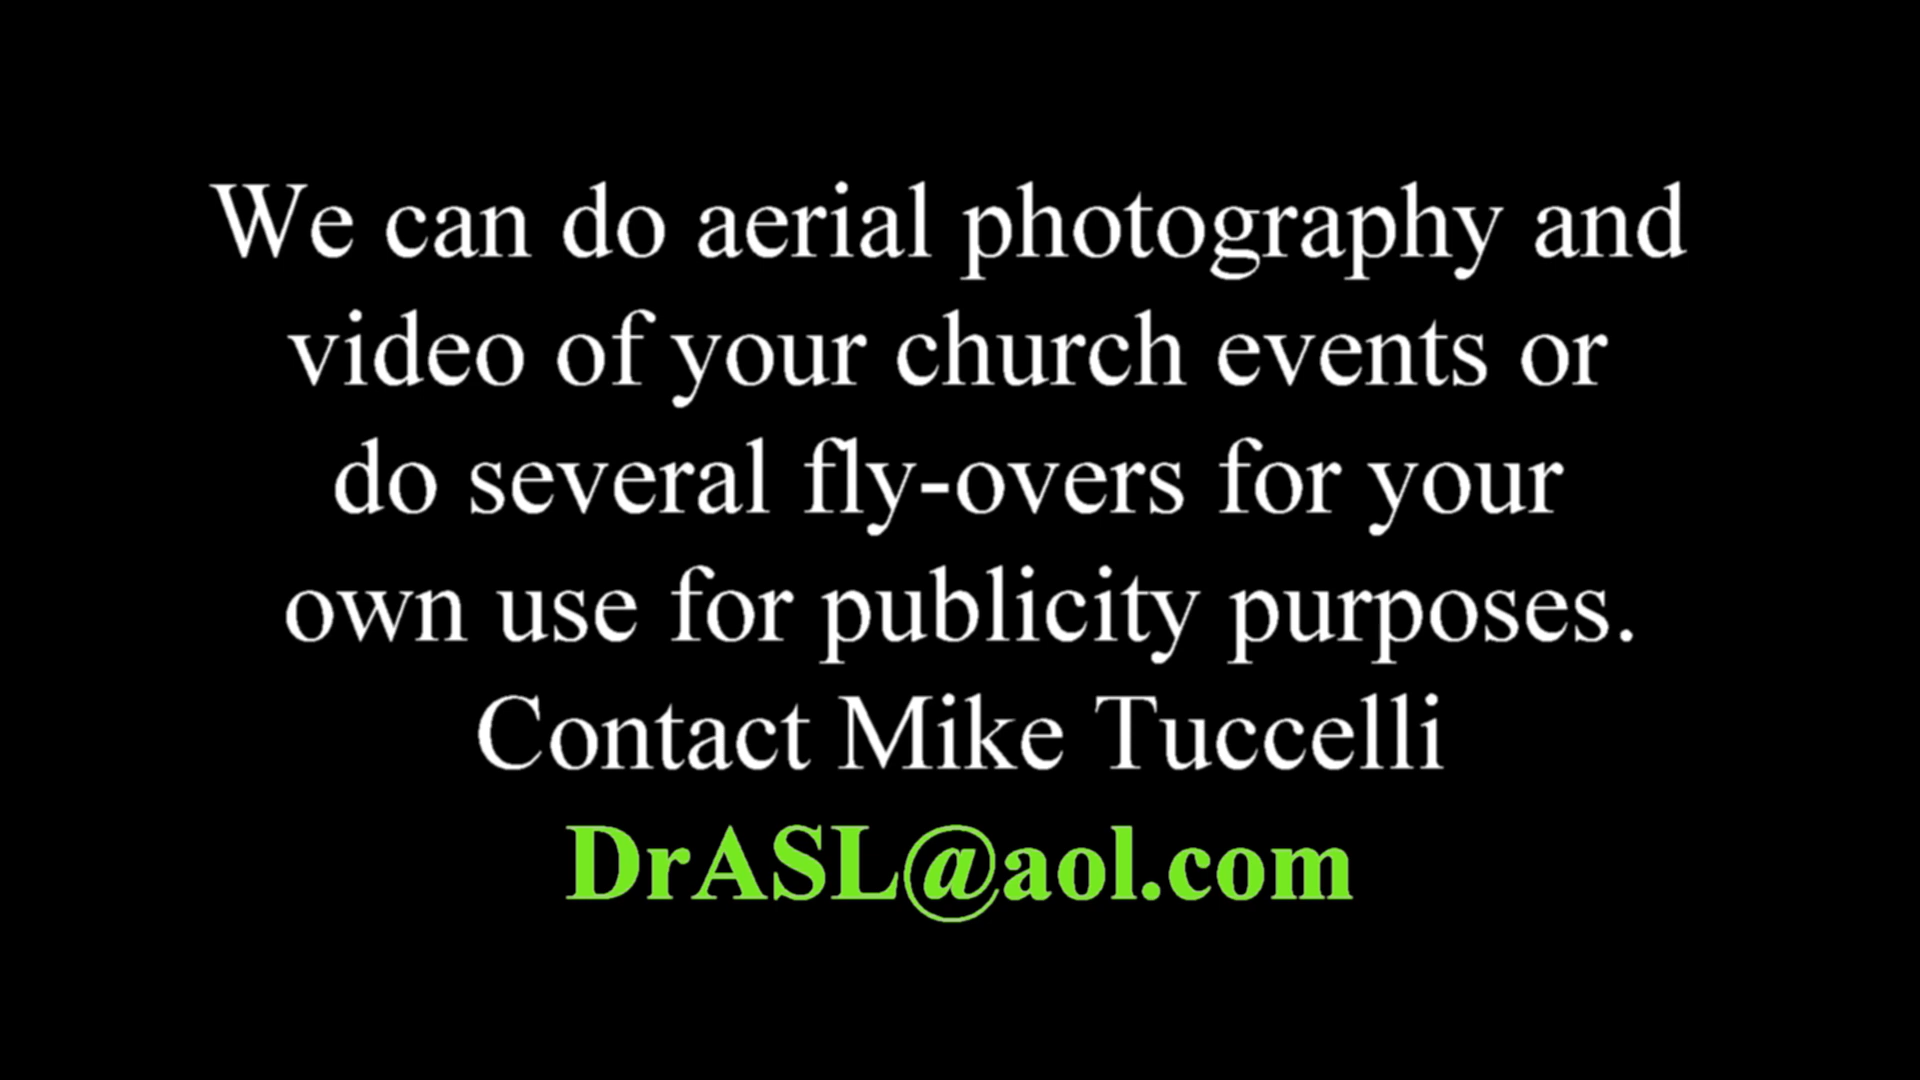 We can do aerial photography and
video of your church events or
do several fly-overs for your
own use for publicity purposes.
Contact Mike Tuccelli
DrASL@aol.com